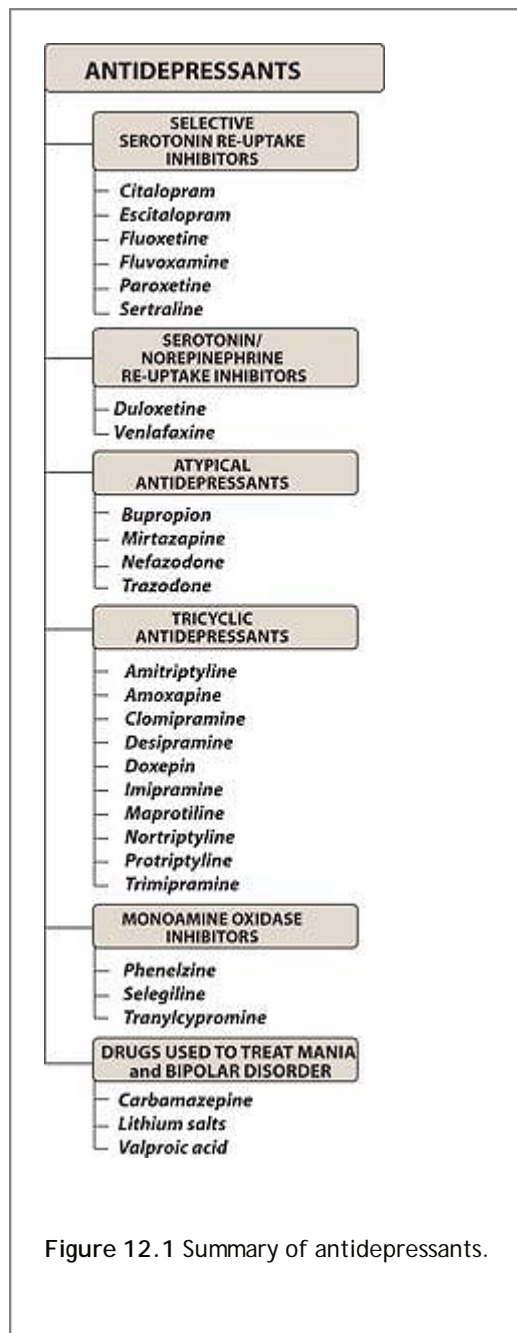 ANTIDEPRESSANTS
SELECTIVE
SEROTONIN RE-UPTAKE
INHIBITORS
Citalopram
Escitalopram
Fluoxetine
Fluvoxamine
Paroxetine
Sertraline
SEROTONIN/
NOREPINEPHRINE
RE-UPTAKE INHIBITORS
Duloxetine
Venlafaxine
ATYPICAL
ANTIDEPRESSANTS
Bupropion
Mirtazapine
Nefazodone
Trazodone
TRICYCLIC
ANTIDEPRESSANTS
Amitriptyline
Amoxapine
Clomipramine
Desipramine
Doxepin
Imipramine
Maprotiline
Nortriptyline
Protriptyline
Trimipramine
MONOAMINE OXIDASE
INHIBITORS
Phenelzine
Selegiline
Tranylcypromine
DRUGS USED TO TREAT MANIA
and BIPOLAR DISORDER
Carbamazepine
Lithium salts
Valproic acid
Figure 12.1 Summary of antidepressants.